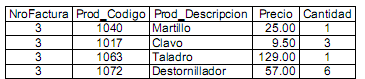 NroFactura Prod_Codigo Prod_Descripcion Precio Cantidad
3 1040 Martillo 25.00 1
3 1017 Clavo 9.50 3
3 1063 Taladro 129.00 1
3 1072 Destornillador 57.00 6